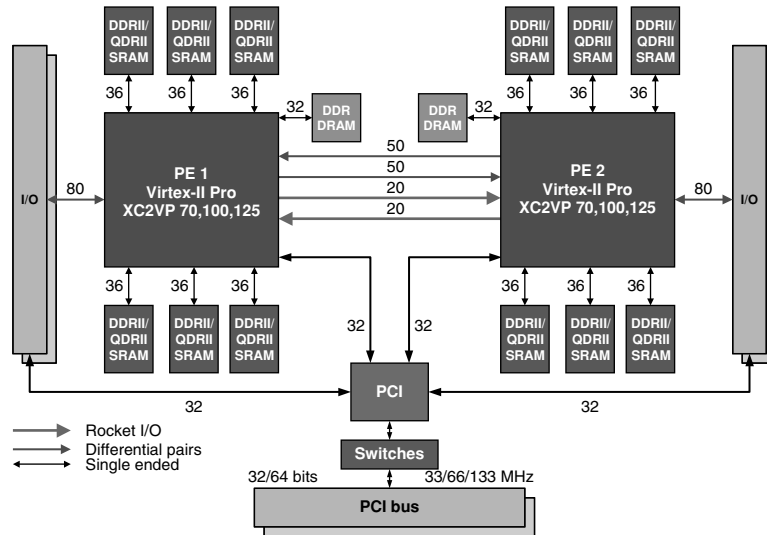 DDRII/ DDRII/ DDRII/
QDRII QDRII QDRII
SRAM SRAM SRAM
DDRII/ DDRII/ DDRII/
QDRII QDRII QDRII
SRAM SRAM SRAM
36 36 36
36 36 36
32
DDR
DRAM
DDR
DRAM
32
I/O
80
PE 1
Virtex-II Pro
XC2VP 70,100,125
50
50
20
20
PE 2
Virtex-II Pro
XC2VP 70,100,125
80
I/O
36 36 36
36 36 36
DDRII/ DDRII/ DDRII/
QDRII QDRII QDRII
SRAM SRAM SRAM
DDRII/ DDRII/ DDRII/
QDRII QDRII QDRII
SRAM SRAM SRAM
32
32
PCI
32
32
Rocket I/O
Differential pairs
Single ended
Switches
32/64 bits
33/66/133 MHz
PCI bus